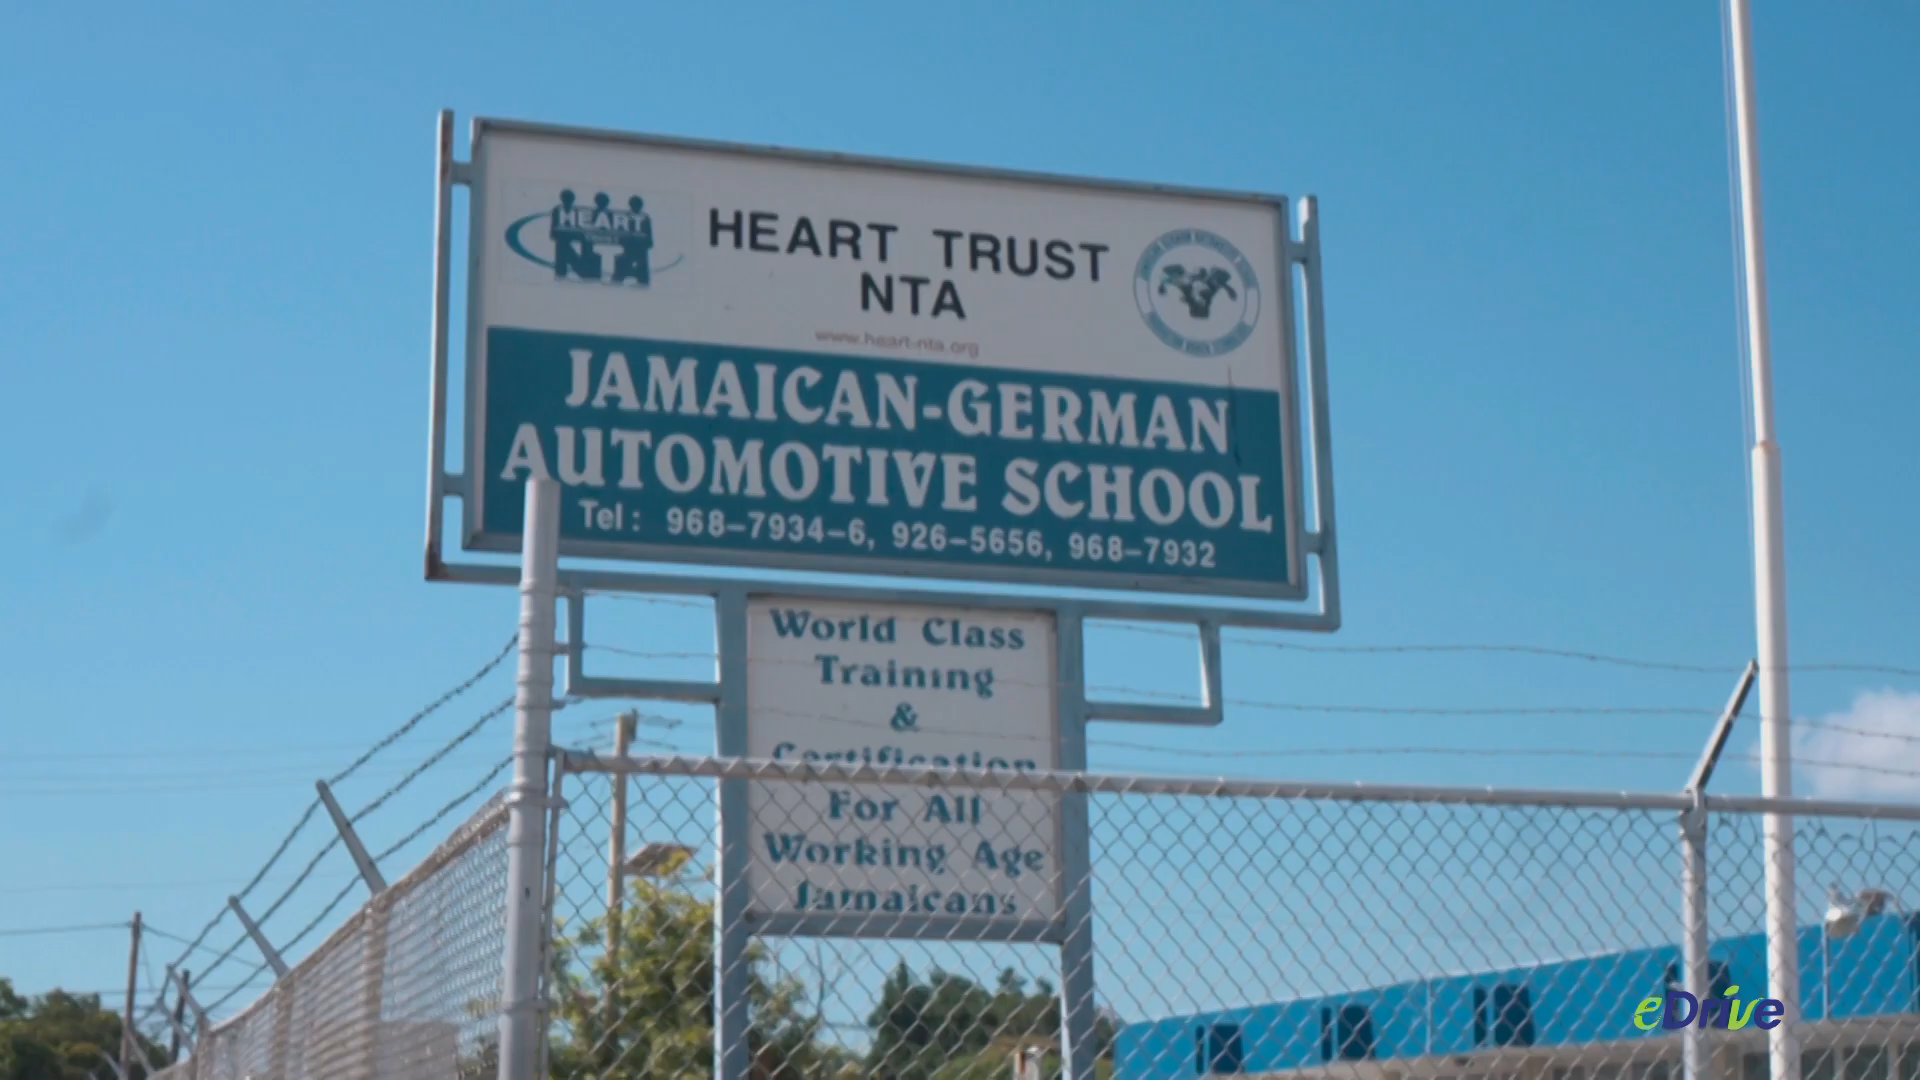 HEART
NTA
HEART TRUST
NTA
www.heart-nta.org
JAMAICAN-GERMAN
AUTOMOTIVE SCHOOL
Tel : 968-7934-6, 926-5656, 968-7932
World Class
Training
&
Certification
For All
Working Age
Jamaicans
eDrive